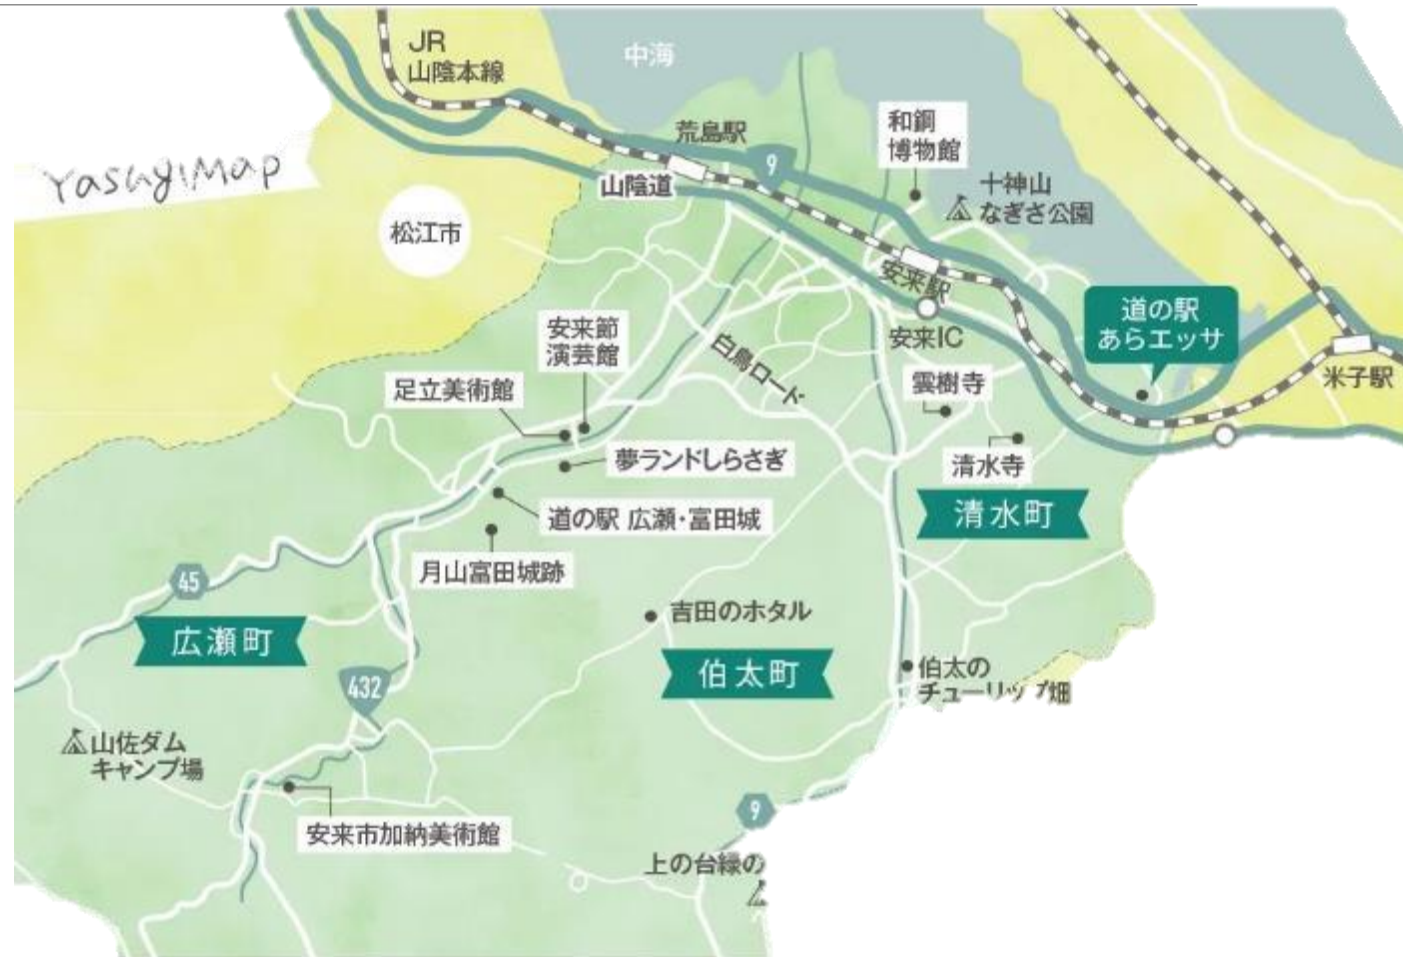 JR
山陰本線
中海
荒島駅
9
和鋼
博物館
十神山
なぎさ公園
YasugiMap
山陰道
松江市
安来駅
安来IC
道の駅
あらエッサ
米子駅
安来節
演芸館
白鳥ロード
足立美術館
雲樹寺
夢ランドしらさぎ
清水寺
道の駅 広瀬・富田城
清水町
月山富田城跡
45
吉田のホタル
広瀬町
伯太町
伯太の
チューリップ畑
432
山佐ダム
キャンプ場
9
安来市加納美術館
上の台緑の